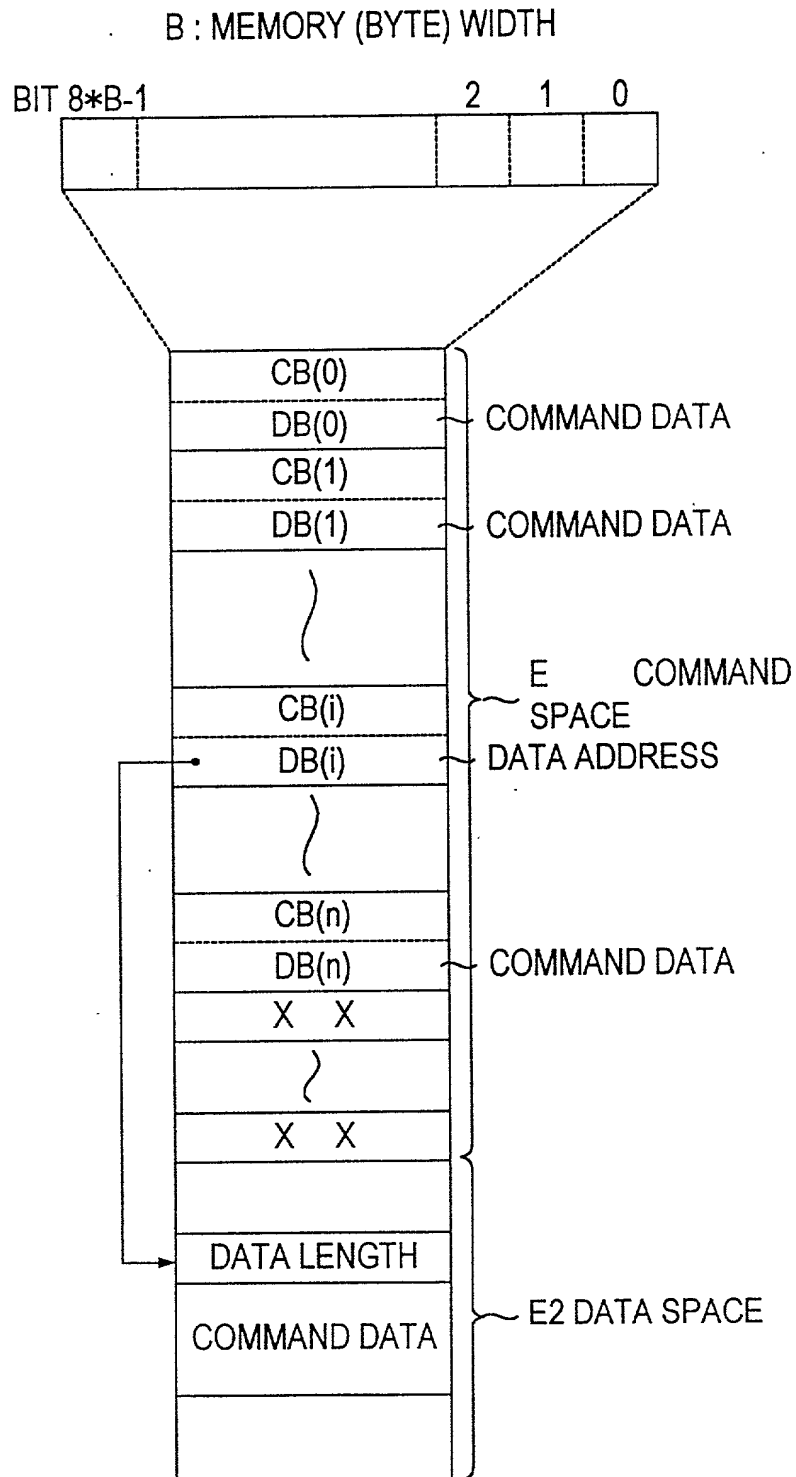 B : MEMORY (BYTE) WIDTH
BIT 8*B-1 2 1 0
CB(0)
DB(0) COMMAND DATA
CB(1)
DB(1) COMMAND DATA
E COMMAND
SPACE
CB(i)
DB(i) DATA ADDRESS
CB(n)
DB(n) COMMAND DATA
X X
X X
DATA LENGTH
E2 DATA SPACE
COMMAND DATA